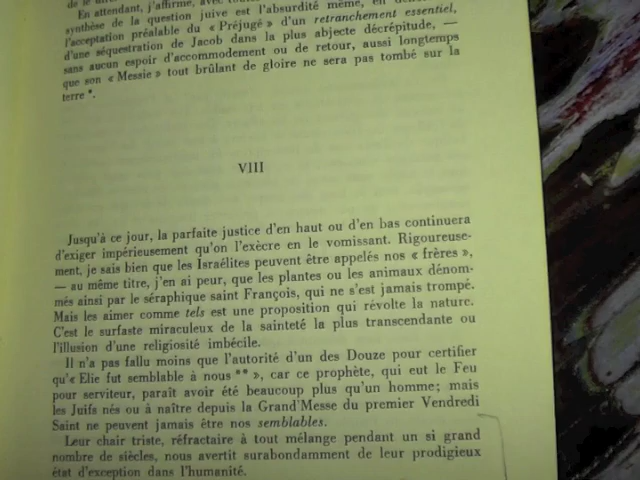 En attendant, j'affirme, avec
synthèse de la question juive est l'absurdité même, en
l'acceptation préalable du « Préjugé » d'un retranchement essentiel,
d'une séquestration de Jacob dans la plus abjecte décrépitude, —
sans aucun espoir d'accommodement ou de retour, aussi longtemps
que son « Messie » tout brûlant de gloire ne sera pas tombé sur la
terre *.
VIII
Jusqu'à ce jour, la parfaite justice d'en haut ou d'en bas continuera
d'exiger impérieusement qu'on l'exècre en le vomissant. Rigoureuse-
ment, je sais bien que les Israélites peuvent être appelés nos « frères »,
— au même titre, j'en ai peur, que les plantes ou les animaux dénom-
més ainsi par le séraphique saint François, qui ne s'est jamais trompé.
Mais les aimer comme tels est une proposition qui révolte la nature.
C'est le surfaste miraculeux de la sainteté la plus transcendante ou
l'illusion d'une religiosité imbécile.
Il n'a pas fallu moins que l'autorité d'un des Douze pour certifier
qu'« Elie fut semblable à nous ** », car ce prophète, qui eut le Feu
pour serviteur, paraît avoir été beaucoup plus qu'un homme ; mais
les Juifs nés ou à naître depuis la Grand'Messe du premier Vendredi
Saint ne peuvent jamais être nos semblables.
Leur chair triste, réfractaire à tout mélange pendant un si grand
nombre de siècles, nous avertit surabondamment de leur prodigieux
état d'exception dans l'humanité.